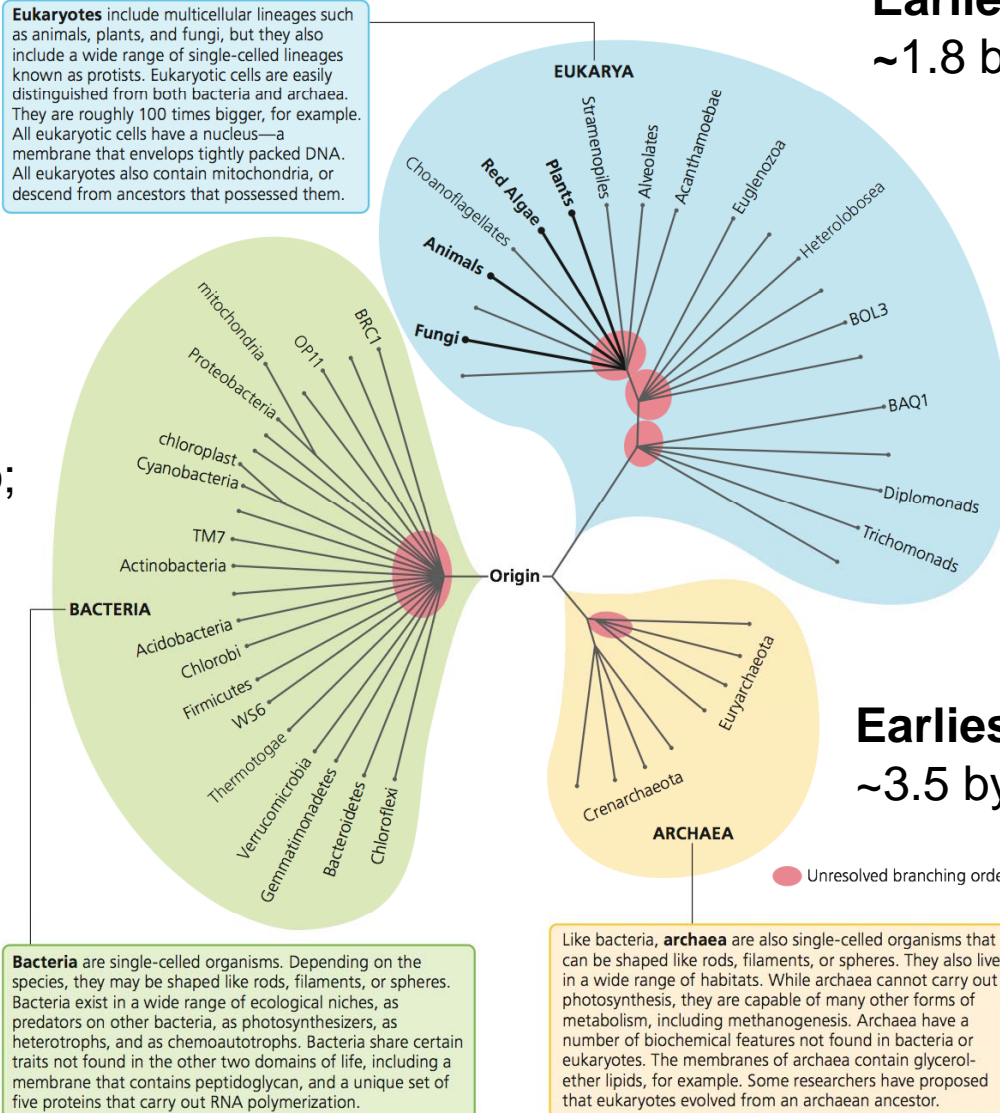 Eukaryotes include multicellular lineages such
as animals, plants, and fungi, but they also
include a wide range of single-celled lineages
known as protists. Eukaryotic cells are easily
distinguished from both bacteria and archaea.
They are roughly 100 times bigger, for example.
All eukaryotic cells have a nucleus—a
membrane that envelops tightly packed DNA.
All eukaryotes also contain mitochondria, or
descend from ancestors that possessed them.
Earlies
~1.8 b
EUKARYA
Stramenopiles
Alveolates
Acanthamoebae
Euglenozoa
Heterolobosea
Plants
Red Algae
Choanoflagellates
Animals
Fungi
BOL3
BAQ1
Diplomonads
Trichomonads
BRC1
OP11
mitochondria
Proteobacteria
chloroplast
Cyanobacteria
;
TM7
Actinobacteria
Origin
BACTERIA
Acidobacteria
Chlorobi
Firmicutes
WS6
Thermotogae
Verrucomicrobia
Gemmatimonadetes
Bacteroidetes
Chloroflexi
Euryarchaeota
Crenarchaeota
ARCHAEA
Earlies
~3.5 by
Unresolved branching orde
Bacteria are single-celled organisms. Depending on the
species, they may be shaped like rods, filaments, or spheres.
Bacteria exist in a wide range of ecological niches, as
predators on other bacteria, as photosynthesizers, as
heterotrophs, and as chemoautotrophs. Bacteria share certain
traits not found in the other two domains of life, including a
membrane that contains peptidoglycan, and a unique set of
five proteins that carry out RNA polymerization.
Like bacteria, archaea are also single-celled organisms that
can be shaped like rods, filaments, or spheres. They also live
in a wide range of habitats. While archaea cannot carry out
photosynthesis, they are capable of many other forms of
metabolism, including methanogenesis. Archaea have a
number of biochemical features not found in bacteria or
eukaryotes. The membranes of archaea contain glycerol-
ether lipids, for example. Some researchers have proposed
that eukaryotes evolved from an archaean ancestor.